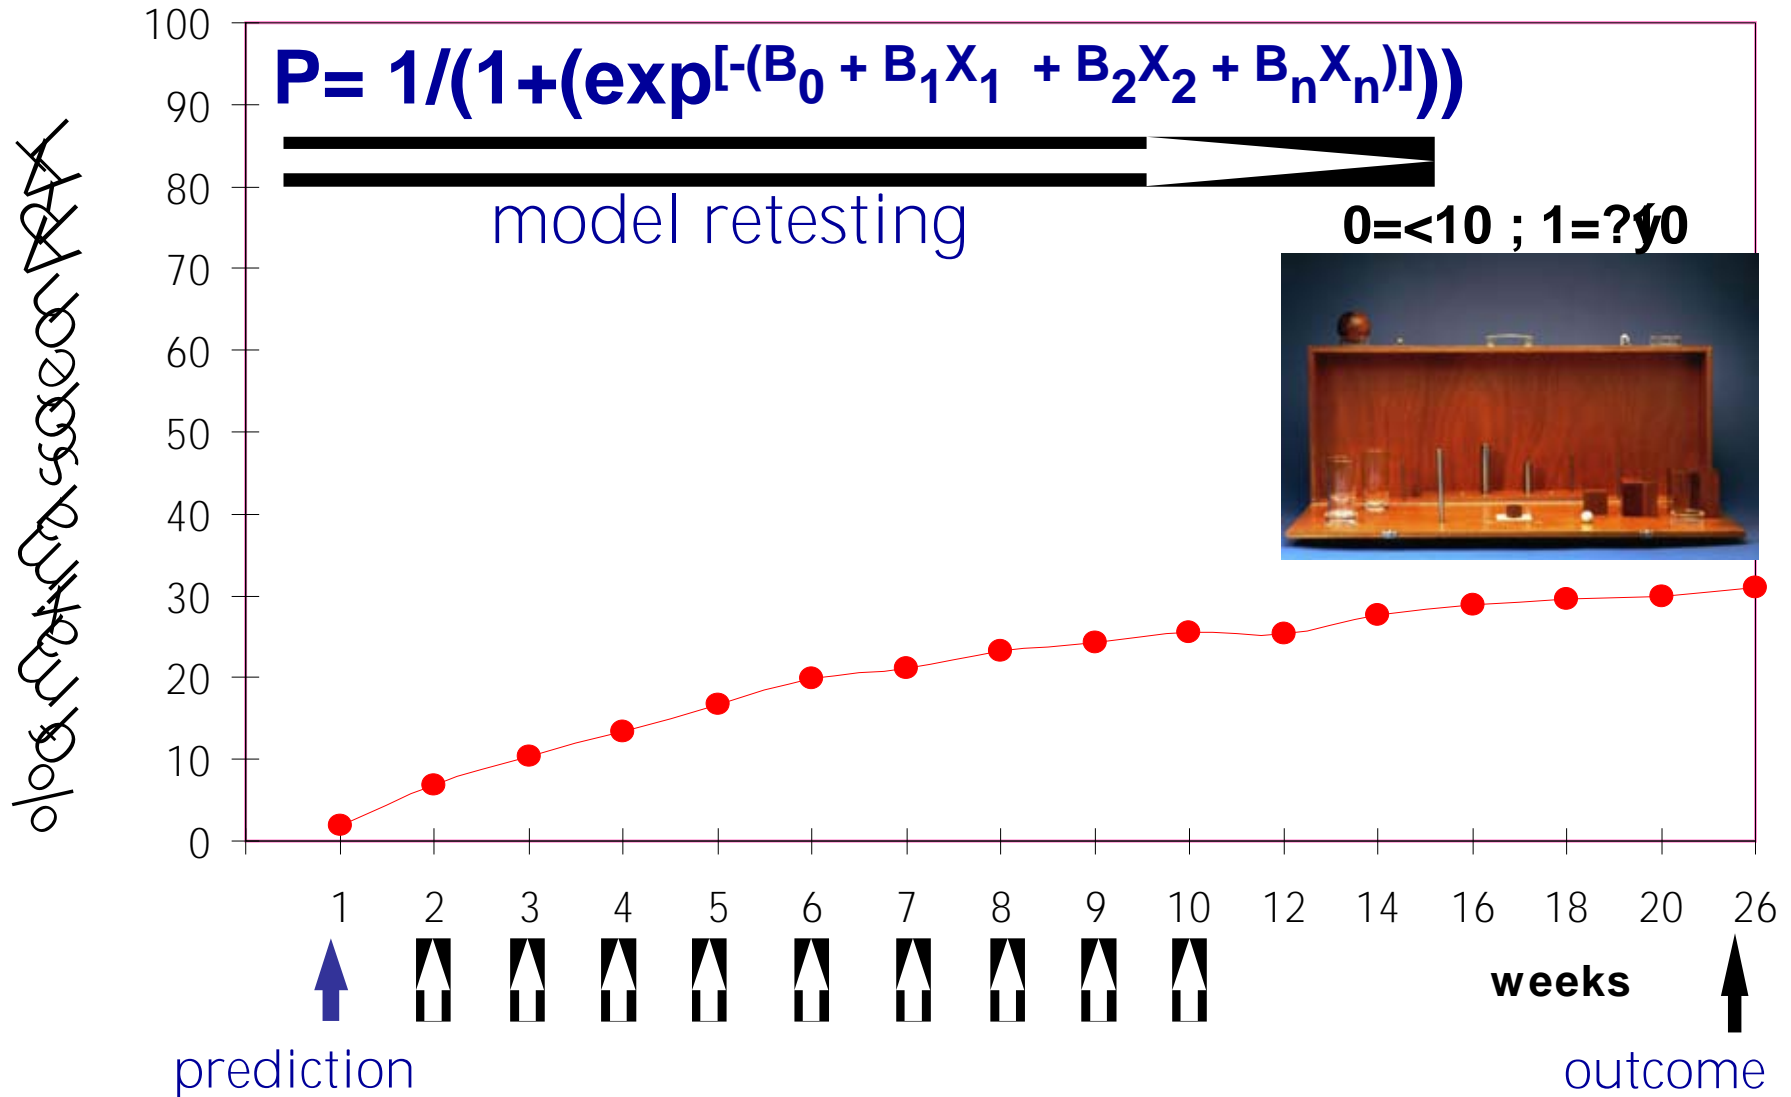 P= 1/(1+(exp[-(B0 + B1X1 + B2X2 + BnXn)]))
model retesting
0=<10 ; 1=?
100
90
80
70
60
50
40
30
20
10
0
1 2 3 4 5 6 7 8 9 10 12 14 16 18 20 26
weeks
prediction
outcome